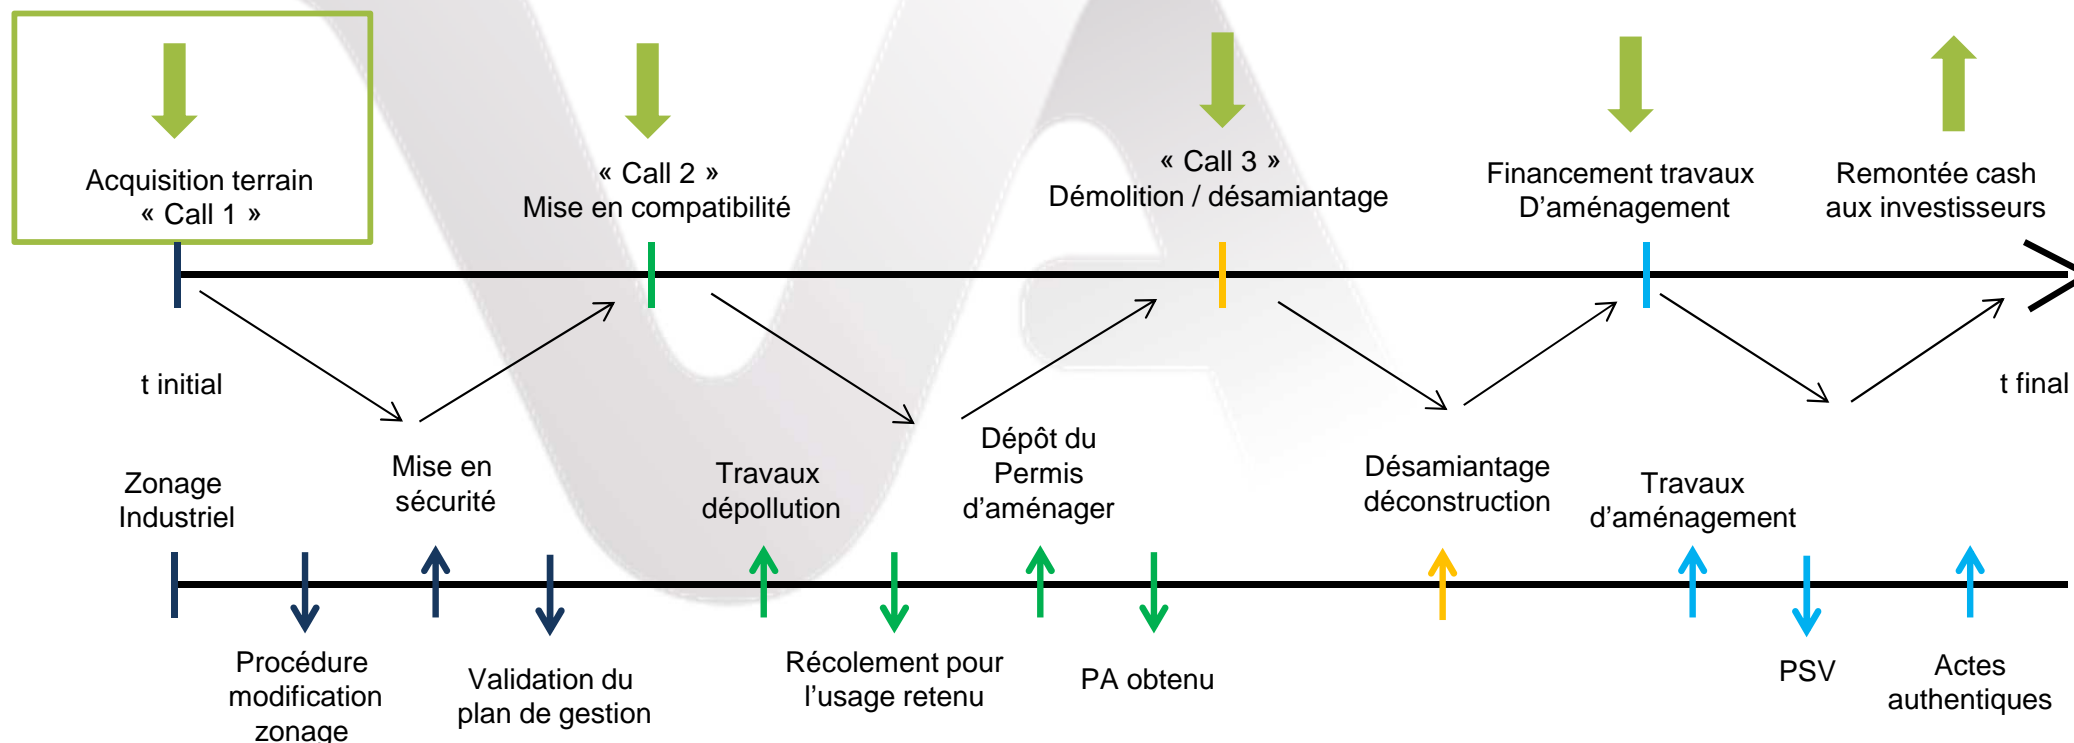 Acquisition terrain
« Call 1 »
« Call 2 »
Mise en compatibilité
« Call 3 »
Démolition / désamiantage
Financement travaux
D'aménagement
Remontée cash
aux investisseurs
t initial
t final
Zonage
Industriel
Mise en
sécurité
Travaux
dépollution
Dépôt du
Permis
d'aménager
Désamiantage
déconstruction
Travaux
d'aménagement
Procédure
modification
zonage
Validation du
plan de gestion
Récolement pour
l'usage retenu
PA obtenu
PSV
Actes
authentiques